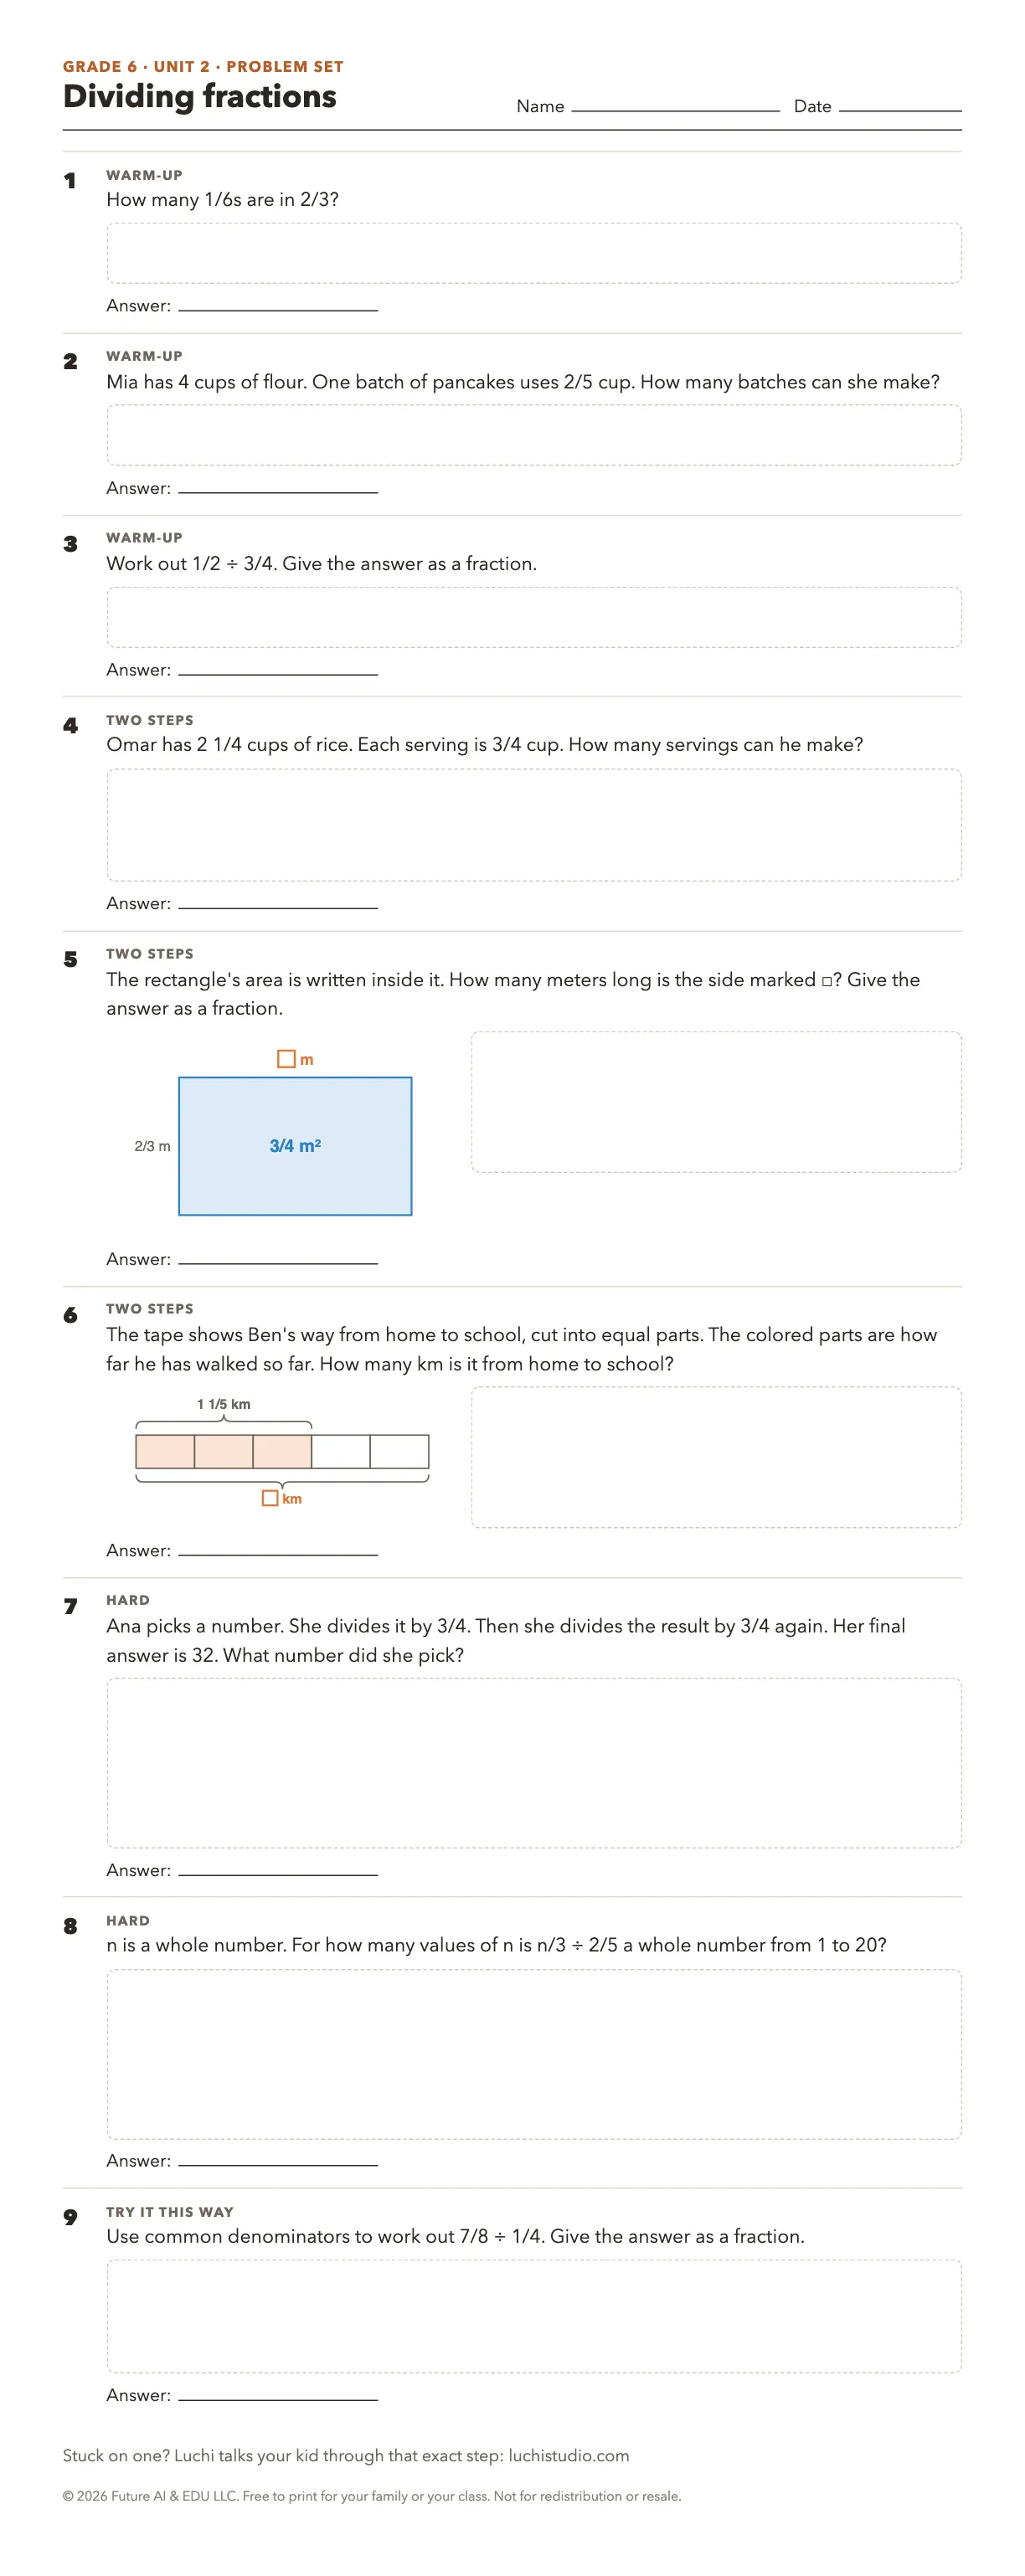 GRADE 6 · UNIT 2 · PROBLEM SET
Dividing fractions
Name
Date
1
WARM-UP
How many 1/6s are in 2/3?
Answer:
2
WARM-UP
Mia has 4 cups of flour. One batch of pancakes uses 2/5 cup. How many batches can she make?
Answer:
3
WARM-UP
Work out 1/2 ÷ 3/4. Give the answer as a fraction.
Answer:
4
TWO STEPS
Omar has 2 1/4 cups of rice. Each serving is 3/4 cup. How many servings can he make?
Answer:
5
TWO STEPS
The rectangle's area is written inside it. How many meters long is the side marked □? Give the
answer as a fraction.
□ m
2/3 m
3/4 m²
Answer:
6
TWO STEPS
The tape shows Ben's way from home to school, cut into equal parts. The colored parts are how
far he has walked so far. How many km is it from home to school?
1 1/5 km
□ km
Answer:
7
HARD
Ana picks a number. She divides it by 3/4. Then she divides the result by 3/4 again. Her final
answer is 32. What number did she pick?
Answer:
8
HARD
n is a whole number. For how many values of n is n/3 ÷ 2/5 a whole number from 1 to 20?
Answer:
9
TRY IT THIS WAY
Use common denominators to work out 7/8 ÷ 1/4. Give the answer as a fraction.
Answer:
Stuck on one? Luchi talks your kid through that exact step: luchistudio.com
© 2026 Future AI & EDU LLC. Free to print for your family or your class. Not for redistribution or resale.